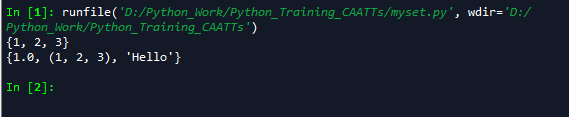 In [1]: runfile('D:/Python_Work/Python_Training_CAATTs/myset.py', wdir='D:/
Python_Work/Python_Training_CAATTs')
{1, 2, 3}
{1.0, (1, 2, 3), 'Hello'}
In [2]: